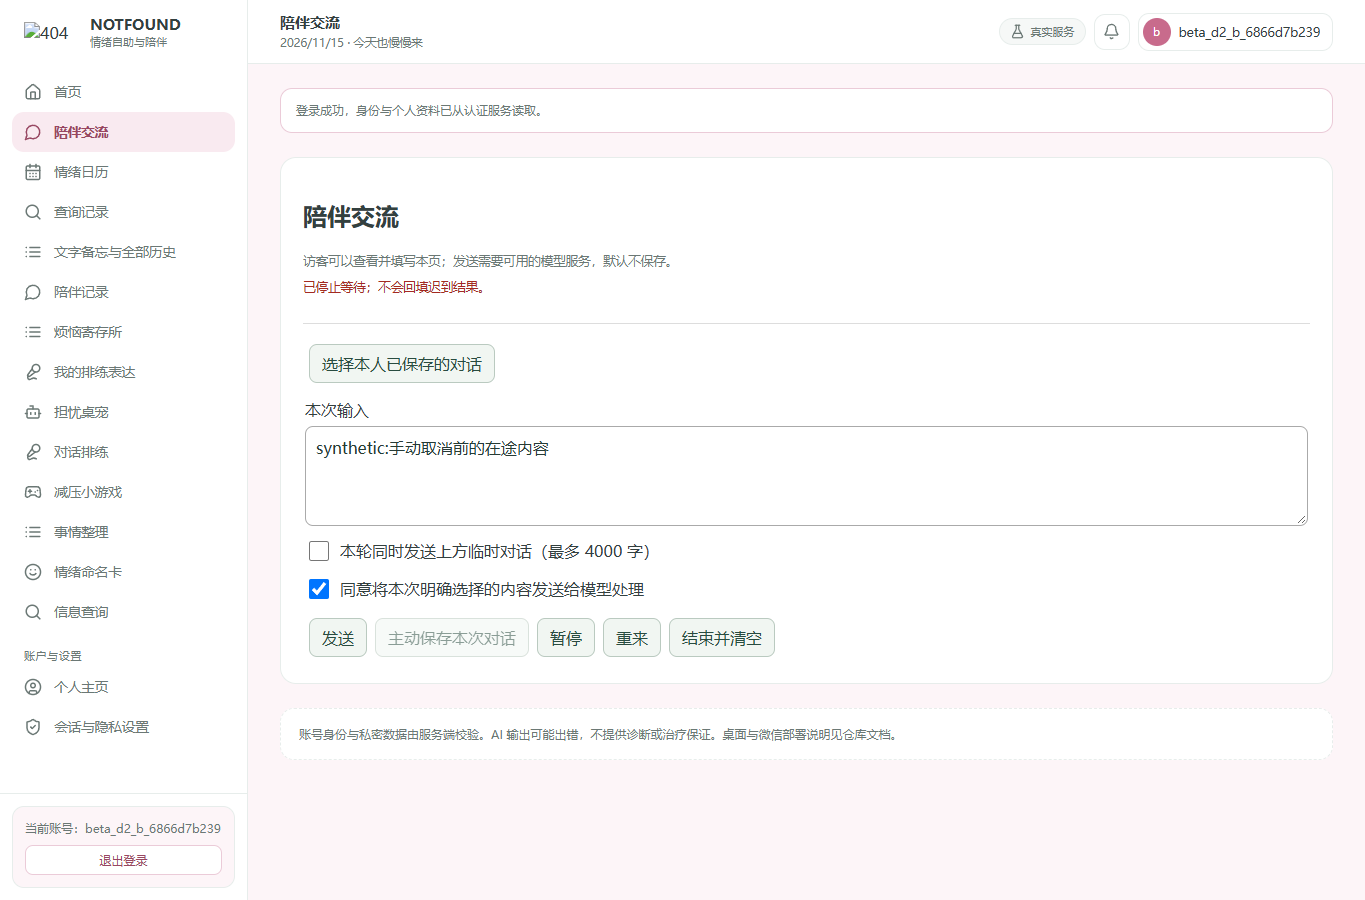 404
NOTFOUND
情绪自助与陪伴
首页
陪伴交流
情绪日历
查询记录
文字备忘与全部历史
陪伴记录
烦恼寄存所
我的排练表达
担忧桌宠
对话排练
减压小游戏
事情整理
情绪命名卡
信息查询
账户与设置
个人主页
会话与隐私设置
当前账号：beta_d2_b_6866d7b239
退出登录
陪伴交流
2026/11/15 · 今天也慢慢来
真实服务
b
beta_d2_b_6866d7b239
登录成功，身份与个人资料已从认证服务读取。
陪伴交流
访客可以查看并填写本页；发送需要可用的模型服务，默认不保存。
已停止等待；不会回填迟到结果。
选择本人已保存的对话
本次输入
synthetic:手动取消前的在途内容
本轮同时发送上方临时对话（最多 4000 字）
同意将本次明确选择的内容发送给模型处理
发送
主动保存本次对话
暂停
重来
结束并清空
账号身份与私密数据由服务端校验。AI 输出可能出错，不提供诊断或治疗保证。桌面与微信部署说明见仓库文档。